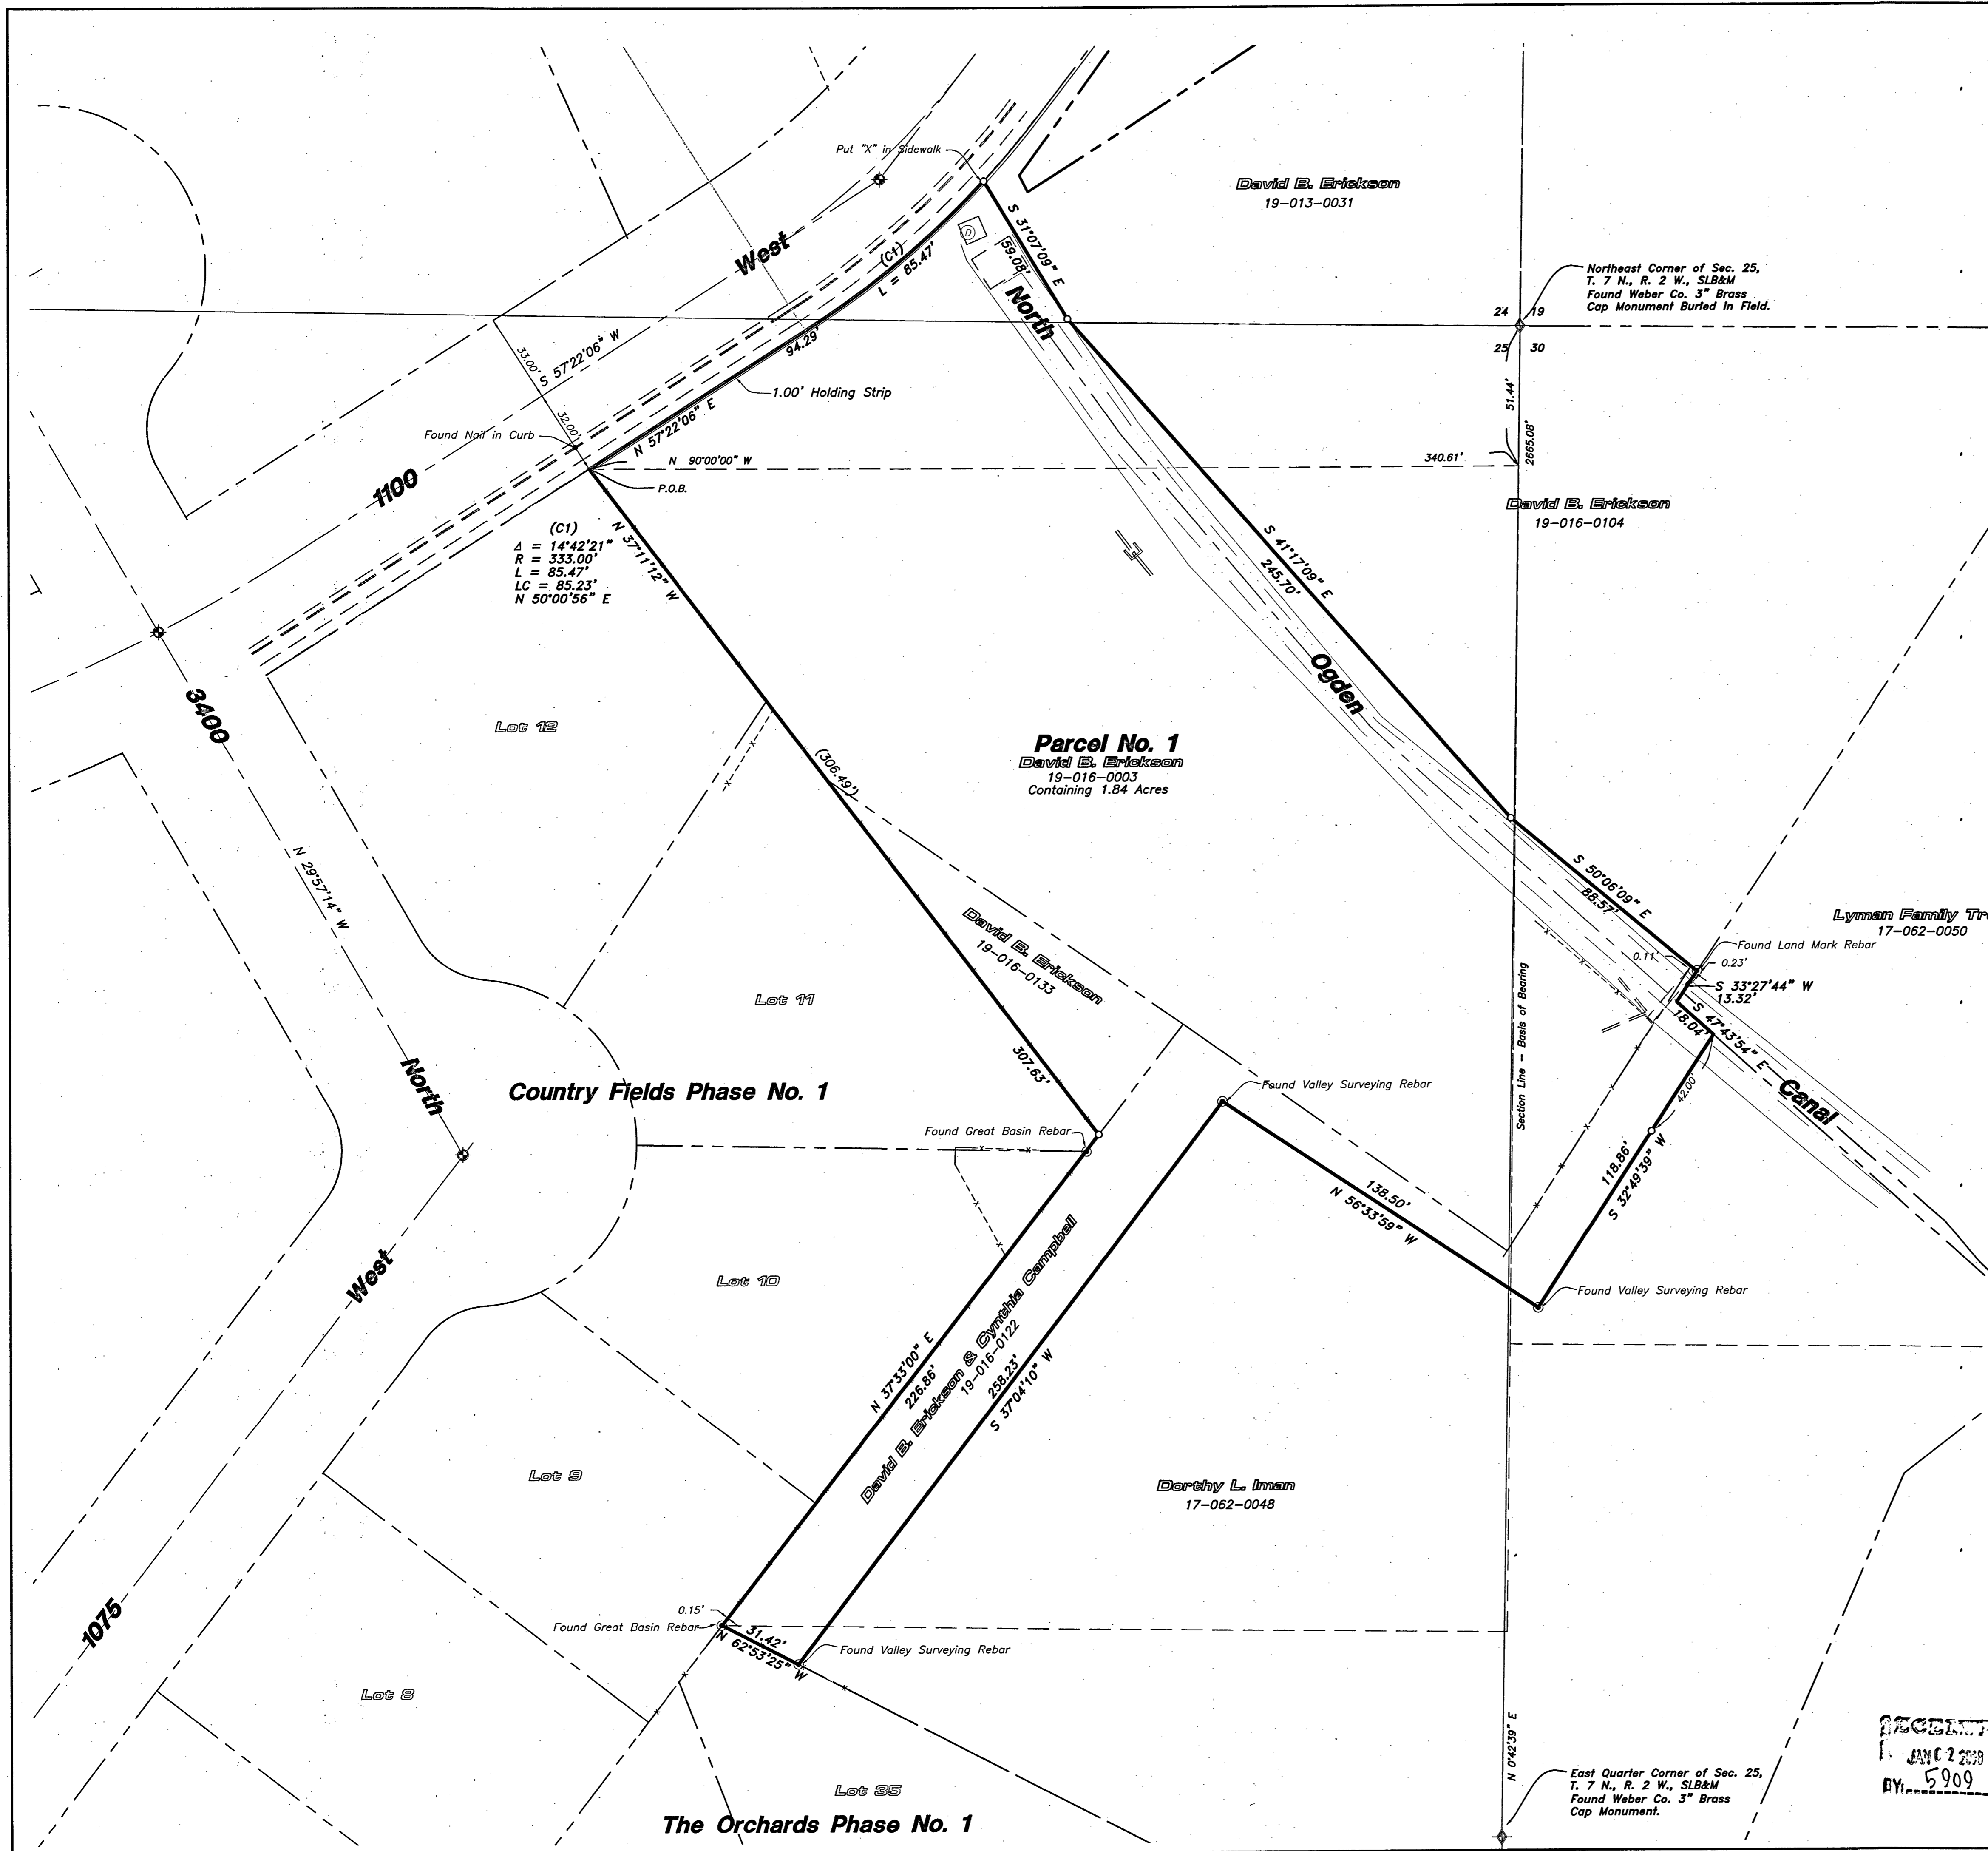 Put "X" in Sidewalk
David B. Erickson
19-013-0031
West
(C1)
L = 85.47'
S 31°07'09" E
59.08'
North
Northeast Corner of Sec. 25,
T. 7 N., R. 2 W., SLB&M
Found Weber Co. 3" Brass
Cap Monument Buried In Field.
24 19
25 30
33.00'
S 57°22'06" W
94.29'
1.00' Holding Strip
32.00'
Found Nail in Curb
N 57°22'06" E
N 90°00'00" W
340.61'
51.44'
2665.08'
P.O.B.
1100
David B. Erickson
19-016-0104
(C1)
Δ = 14°42'21"
R = 333.00'
L = 85.47'
LC = 85.23'
N 50°00'56" E
N 37°11'12" W
S 41°17'09" E
245.70'
Ogden
3400
Lot 12
Parcel No. 1
David B. Erickson
19-016-0003
Containing 1.84 Acres
(306.49')
N 29°57'14" W
S 50°06'09" E
88.57'
Lyman Family Tr
17-062-0050
David B. Erickson
19-016-0133
Found Land Mark Rebar
0.11'
0.23'
S 33°27'44" W
13.32'
S 47°43'54" E
18.04'
Lot 11
Section Line - Basis of Bearing
307.63'
North
Country Fields Phase No. 1
Found Valley Surveying Rebar
42.00'
Canal
Found Great Basin Rebar
118.86'
S 32°49'39" W
138.50'
N 56°33'59" W
West
Lot 10
Found Valley Surveying Rebar
N 37°33'00" E
226.86'
David B. Erickson & Cynthia Campbell
19-016-0122
258.23'
S 37°04'10" W
Lot 9
Dorthy L. Iman
17-062-0048
1075
0.15'
Found Great Basin Rebar
31.42'
N 62°53'25" W
Found Valley Surveying Rebar
Lot 8
N 0°42'39" E
East Quarter Corner of Sec. 25,
T. 7 N., R. 2 W., SLB&M
Found Weber Co. 3" Brass
Cap Monument.
Lot 35
The Orchards Phase No. 1
JAN 02
BY: 5909